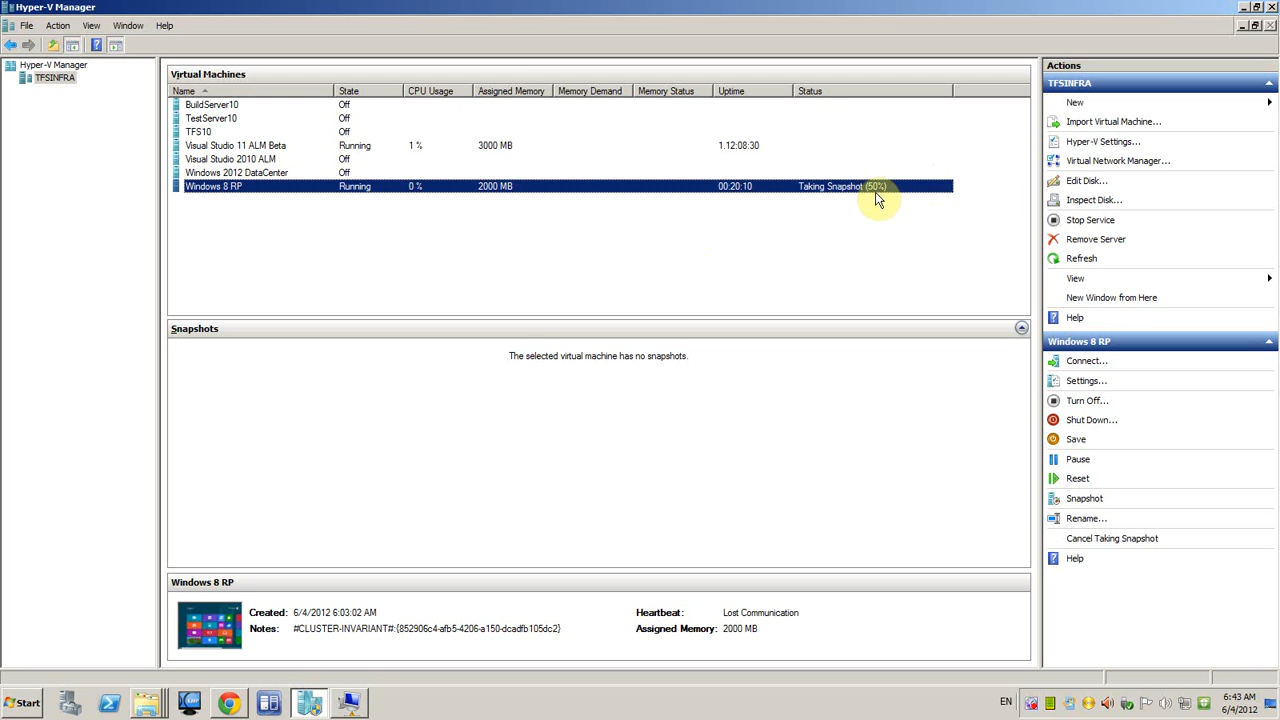 Hyper-V Manager
File Action View Window Help
Hyper-V Manager
TFSINFRA
Virtual Machines
Name State CPU Usage Assigned Memory Memory Demand Memory Status Uptime Status
BuildServer10 Off
TestServer10 Off
TFS10 Off
Visual Studio 11 ALM Beta Running 1 % 3000 MB 1.12:08:30
Visual Studio 2010 ALM Off
Windows 2012 DataCenter Off
Windows 8 RP Running 0 % 2000 MB 00:20:10 Taking Snapshot (50%)
Snapshots
The selected virtual machine has no snapshots.
Windows 8 RP
Created: 6/4/2012 6:03:02 AM Heartbeat: Lost Communication
Notes: #CLUSTER-INVARIANT#:{852906c4-afb5-4206-a150-dcadfb105dc2} Assigned Memory: 2000 MB
Actions
TFSINFRA
New
Import Virtual Machine...
Hyper-V Settings...
Virtual Network Manager...
Edit Disk...
Inspect Disk...
Stop Service
Remove Server
Refresh
View
New Window from Here
Help
Windows 8 RP
Connect...
Settings...
Turn Off...
Shut Down...
Save
Pause
Reset
Snapshot
Rename...
Cancel Taking Snapshot
Help
Start EN 6:43 AM
6/4/2012